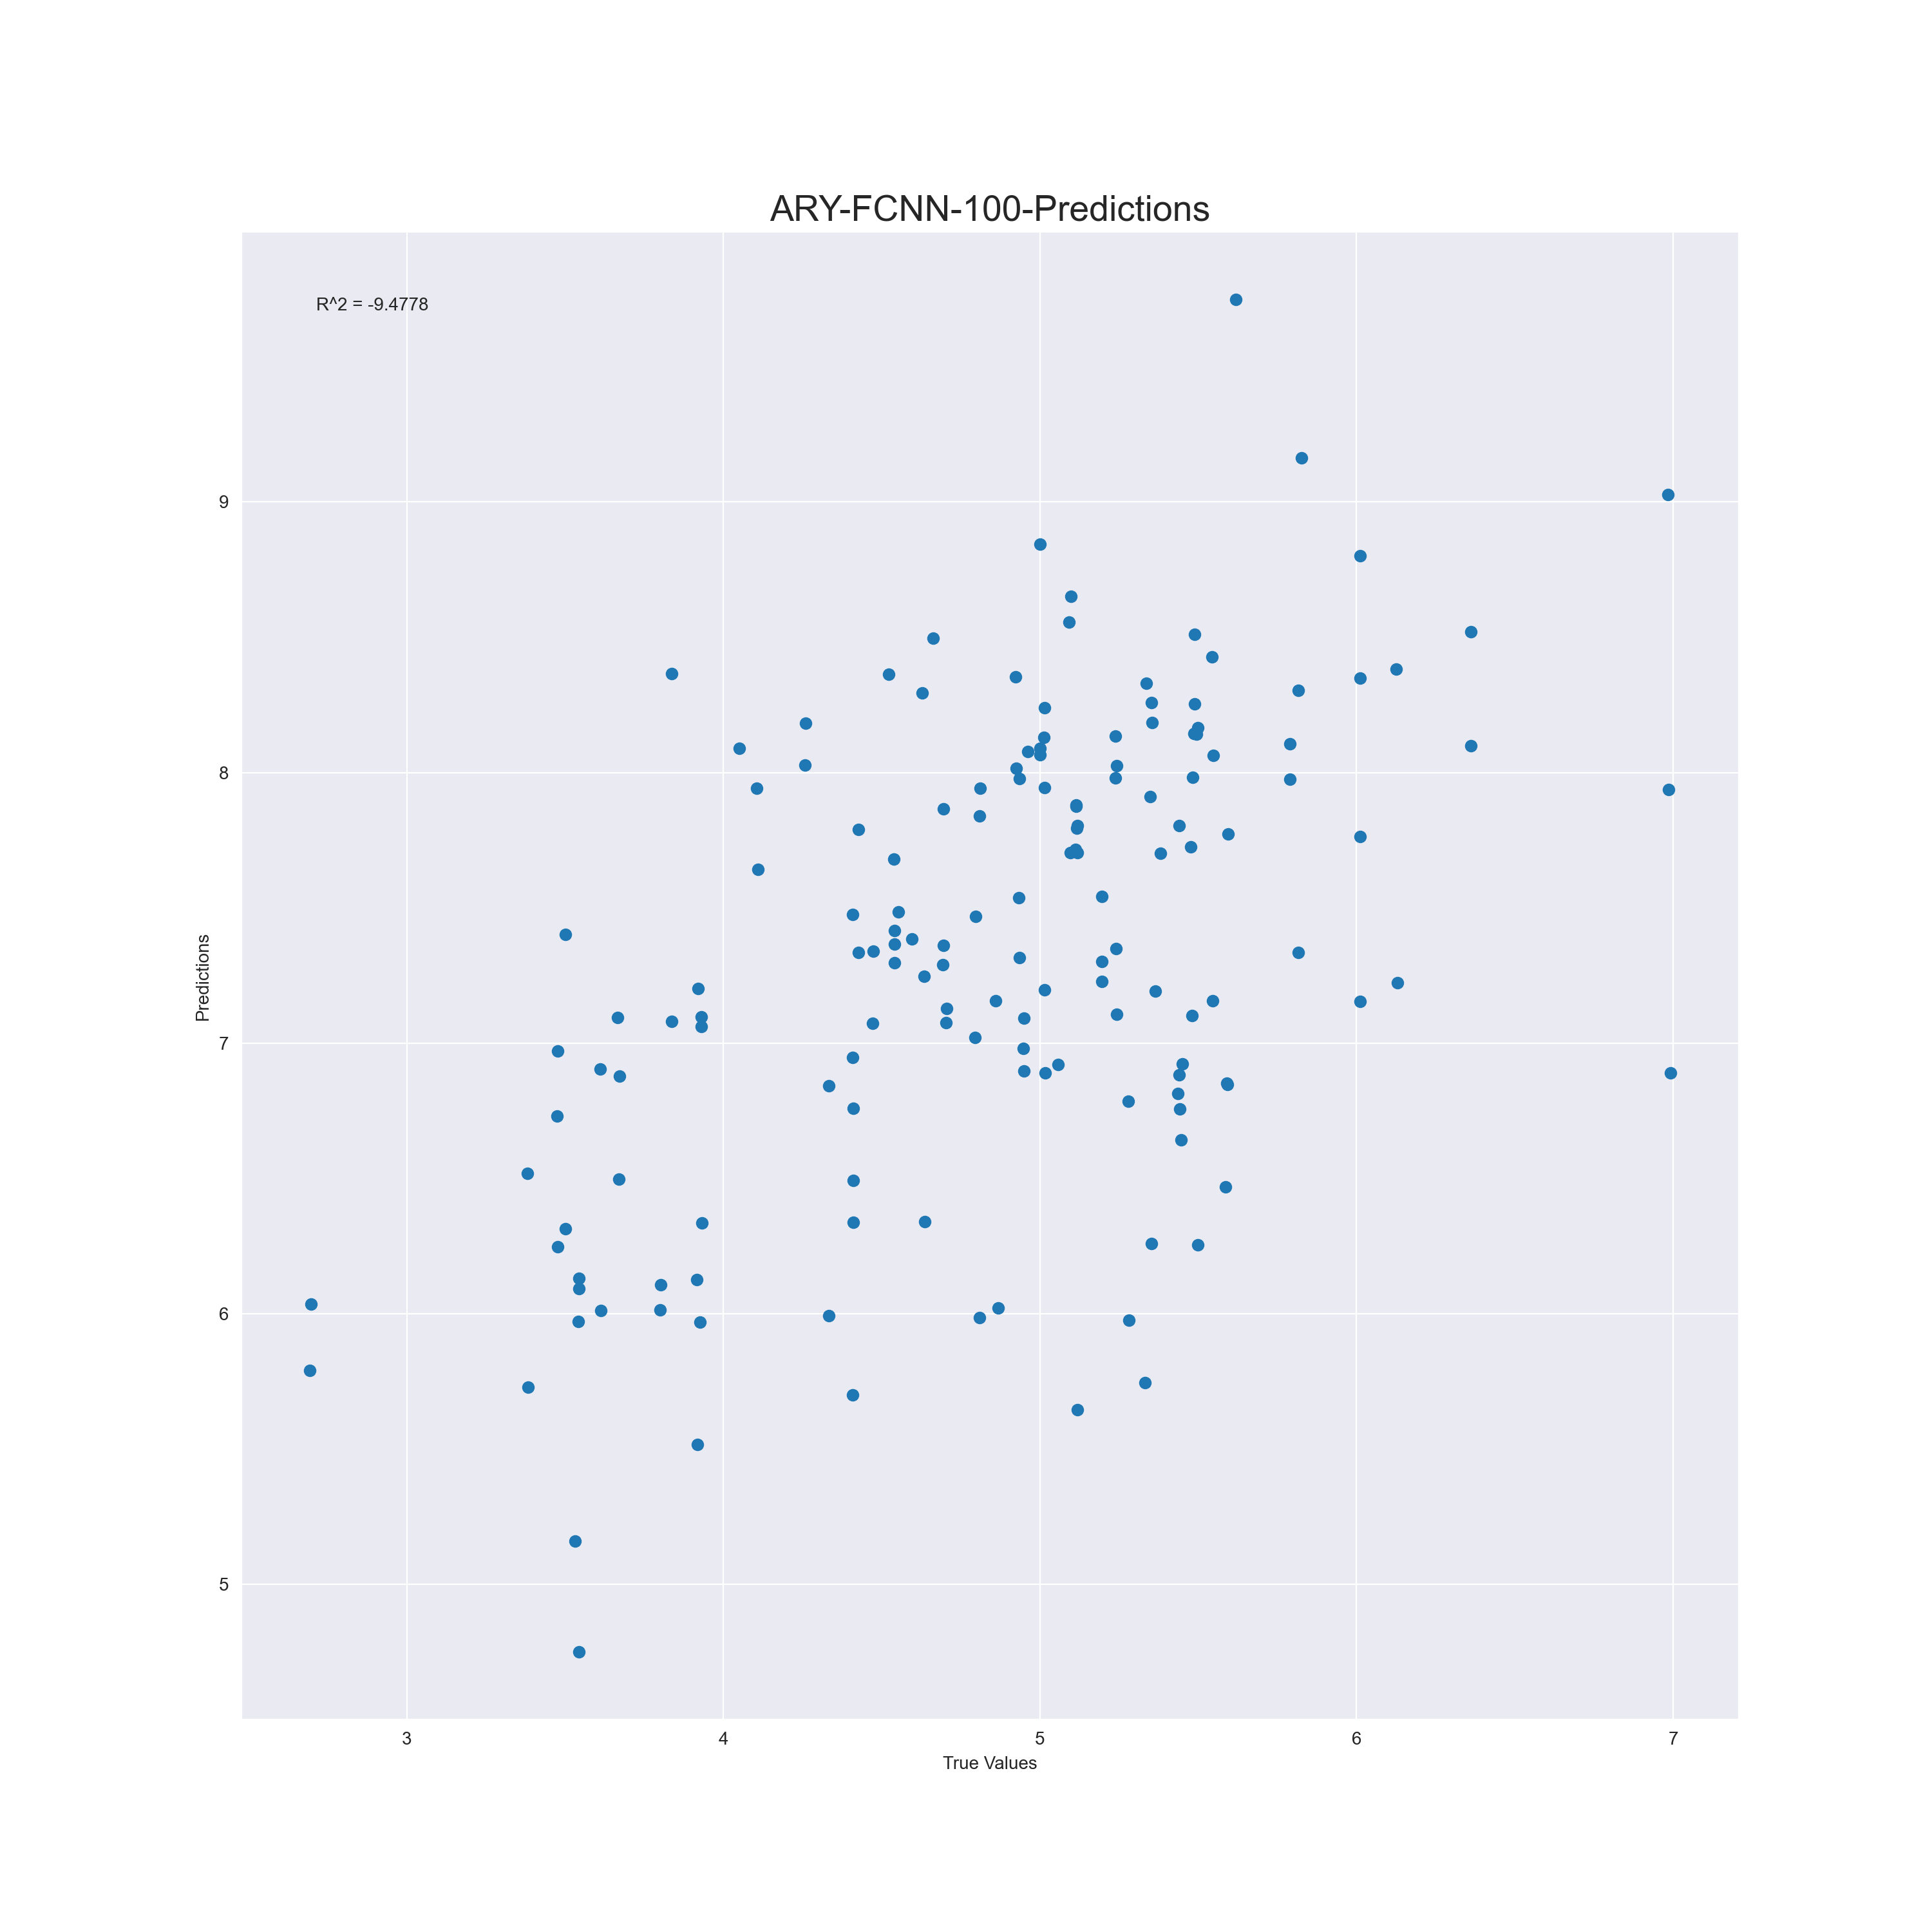 ARY-FCNN-100-Predictions
R^2 = -9.4778
9
8
7
6
5
Predictions
3 4 5 6 7
True Values